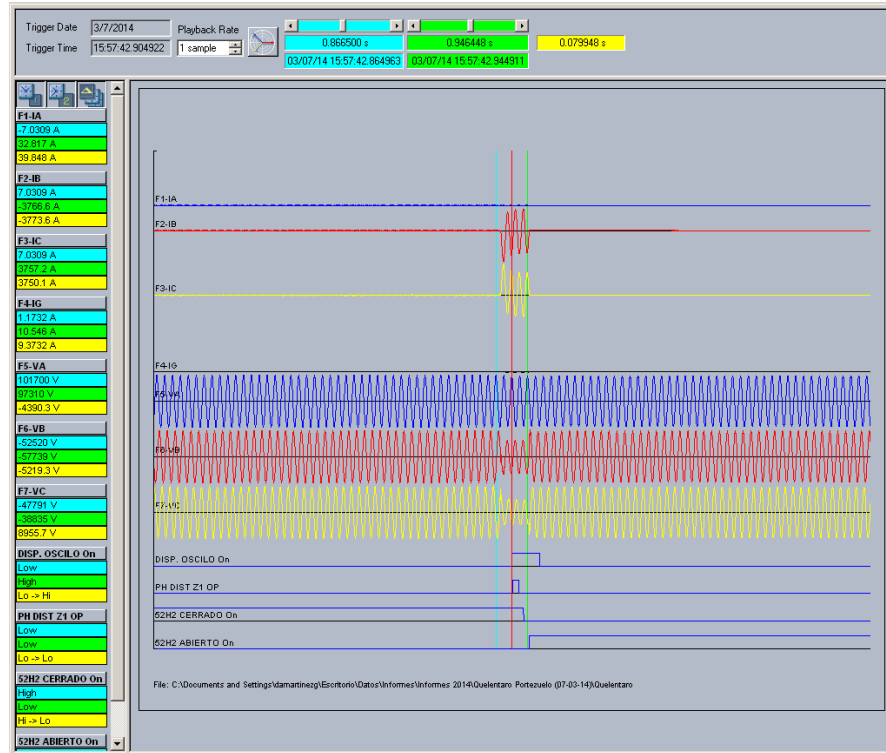 Trigger Date 3/7/2014 Playback Rate
Trigger Time 15:57:42.904922 1 sample
0.866500 s 0.946448 s 0.079948 s
03/07/14 15:57:42.864963 03/07/14 15:57:42.944911
F1-IA
-7.0309 A
32.817 A
39.848 A
F2-IB
7.0309 A
-3766.6 A
-3773.6 A
F3-IC
7.0309 A
3757.2 A
3750.1 A
F4-IG
1.1732 A
10.546 A
9.3732 A
F5-VA
101700 V
97310 V
-4390.3 V
F6-VB
-52520 V
-57739 V
-5219.3 V
F7-VC
-47791 V
-38835 V
8955.7 V
DISP. OSCILO On
Low
High
Lo -> Hi
PH DIST Z1 OP
Low
Low
Lo -> Lo
52H2 CERRADO On
High
Low
Hi -> Lo
52H2 ABIERTO On
F1-IA
F2-IB
F3-IC
F4-IG
F5-VA
F6-VB
F7-VC
DISP. OSCILO On
PH DIST Z1 OP
52H2 CERRADO On
52H2 ABIERTO On
File: C:\Documents and Settings\damartinezg\Escritorio\Datos\Informes\Informes 2014\Quelentaro Portezuelo (07-03-14)\Quelentaro